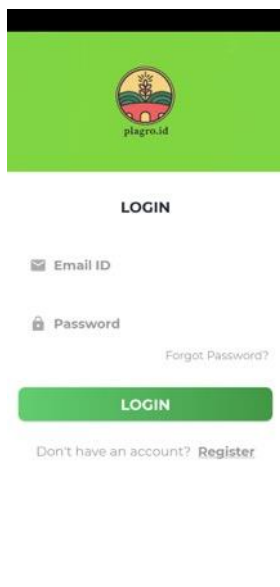 plagro.id
LOGIN
Email ID
Password
Forgot Password?
LOGIN
Don't have an account? Register